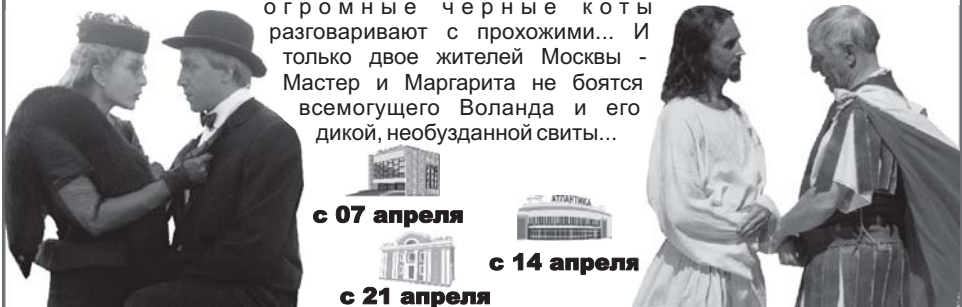 огромные черные коты
разговаривают с прохожими... И
только двое жителей Москвы -
Мастер и Маргарита не боятся
всемогущего Воланда и его
дикой, необузданной свиты...
с 07 апреля
АТЛАНТИКА
с 14 апреля
с 21 апреля